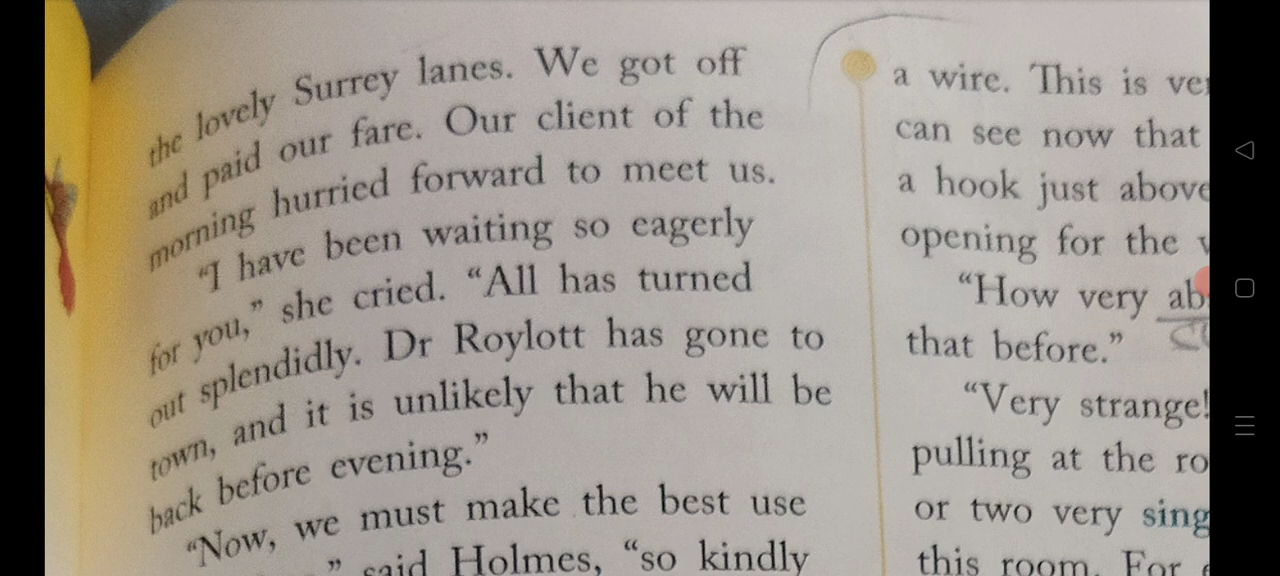 the lovely Surrey lanes. We got off
and paid our fare. Our client of the
morning hurried forward to meet us.
“I have been waiting so eagerly
for you,” she cried. “All has turned
out splendidly. Dr Roylott has gone to
town, and it is unlikely that he will be
back before evening.”
“Now, we must make the best use
” said Holmes, “so kindly
a wire. This is
can see now that
a hook just above
opening for the
“How very
that before.”
“Very strange!
pulling at the
or two very
this room. For